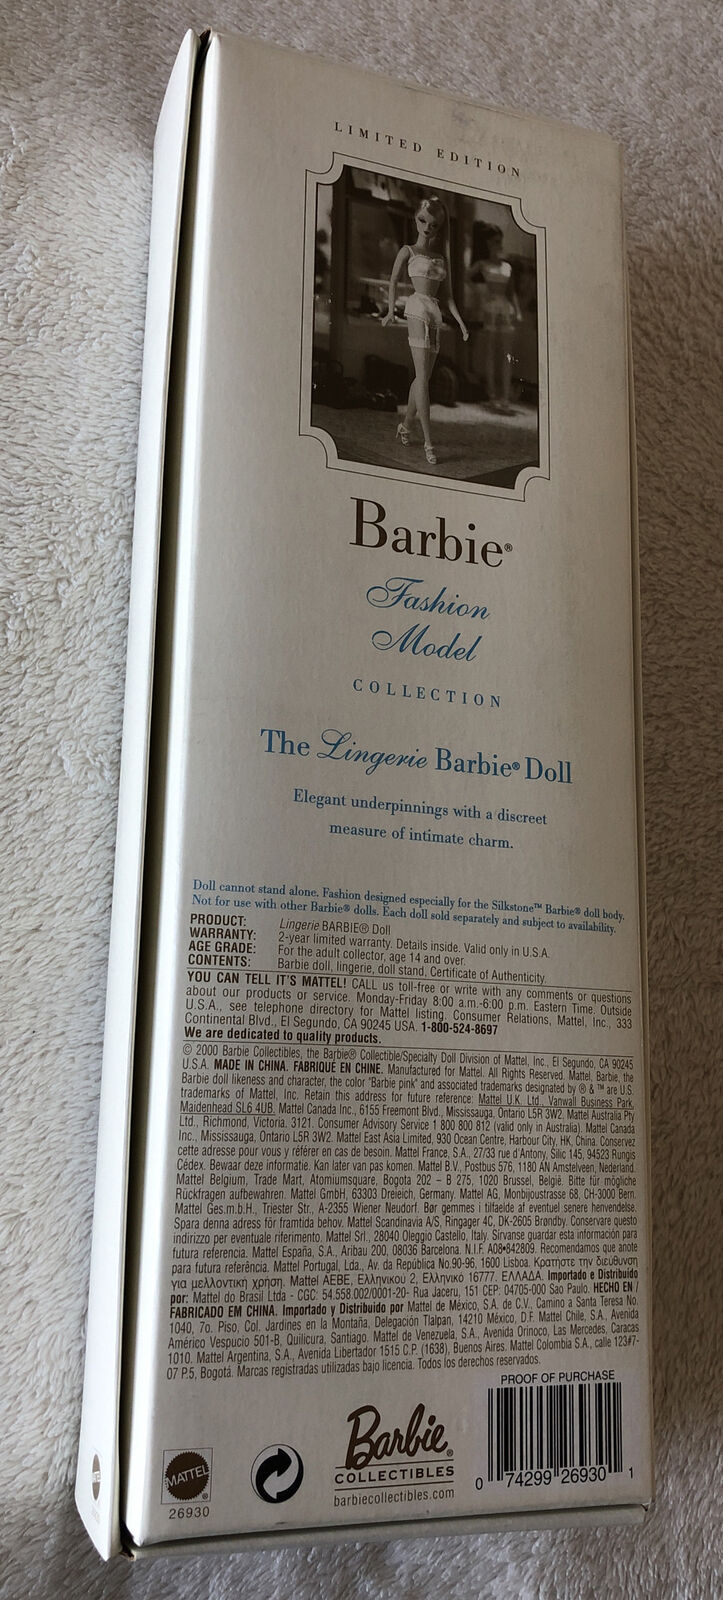 LIMITED EDITION
Barbie®
Fashion
Model
COLLECTION
The Lingerie Barbie® Doll
Elegant underpinnings with a discreet
measure of intimate charm.
Doll cannot stand alone. Fashion designed especially for the Silkstone™ Barbie® doll body.
Not for use with other Barbie® dolls. Each doll sold separately and subject to availability.
PRODUCT: Lingerie BARBIE® Doll
WARRANTY: 2-year limited warranty. Details inside. Valid only in U.S.A.
AGE GRADE: For the adult collector, age 14 and over.
CONTENTS: Barbie doll, lingerie, doll stand, Certificate of Authenticity.
YOU CAN TELL IT'S MATTEL! CALL us toll-free or write with any comments or questions
about our products or service. Monday-Friday 8:00 a.m.-6:00 p.m. Eastern Time. Outside
U.S.A., see telephone directory for Mattel listing. Consumer Relations, Mattel, Inc., 333
Continental Blvd., El Segundo, CA 90245 USA. 1-800-524-8697
We are dedicated to quality products.
© 2000 Barbie Collectibles, the Barbie® Collectible/Specialty Doll Division of Mattel, Inc., El Segundo, CA 90245
U.S.A. MADE IN CHINA. FABRIQUÉ EN CHINE. Manufactured for Mattel. All Rights Reserved. Mattel, Barbie, the
Barbie doll likeness and character, the color "Barbie pink" and associated trademarks designated by ® & ™ are U.S.
trademarks of Mattel, Inc. Retain this address for future reference: Mattel U.K. Ltd., Vanwall Business Park,
Maidenhead SL6 4UB. Mattel Canada Inc., 6155 Freemont Blvd., Mississauga, Ontario L5R 3W2. Mattel Australia Pty
Ltd., Richmond, Victoria. 3121. Consumer Advisory Service 1 800 800 812 (valid only in Australia). Mattel Canada
Inc., Mississauga, Ontario L5R 3W2. Mattel East Asia Limited, 930 Ocean Centre, Harbour City, HK, China. Conservez
cette adresse pour vous y référer en cas de besoin. Mattel France, S.A., 27/33 rue d'Antony, Silic 145, 94523 Rungis
Cédex. Bewaar deze informatie. Kan later van pas komen. Mattel B.V., Postbus 576, 1180 AN Amstelveen, Nederland.
Mattel Belgium, Trade Mart, Atomiumsquare, Bogota 202 – B 275, 1020 Brussel, België. Bitte für mögliche
Rückfragen aufbewahren. Mattel GmbH, 63303 Dreieich, Germany. Mattel AG, Monbijoustrasse 68, CH-3000 Bern.
Mattel Ges.m.b.H., Triester Str., A-2355 Wiener Neudorf. Bør gemmes i tilfælde af eventuel senere henvendelse.
Spara denna adress för framtida behov. Mattel Scandinavia A/S, Ringager 4C, DK-2605 Brøndby. Conservare questo
indirizzo per eventuale riferimento. Mattel Srl., 28040 Oleggio Castello, Italy. Sírvanse guardar esta información para
futura referencia. Mattel España, S.A., Aribau 200, 08036 Barcelona. N.I.F. A08•842809. Recomendamos que anote
para futura referência. Mattel Portugal, Lda., Av. da República No.90-96, 1600 Lisboa. Κρατήστε την διεύθυνση
για μελλοντική χρήση. Mattel AEBE, Ελληνικού 2, Ελληνικό 16777. ΕΛΛΑΔΑ. Importado e Distribuido
por: Mattel do Brasil Ltda - CGC: 54.558.002/0001-20- Rua Jaceru, 151 CEP: 04705-000 Sao Paulo. HECHO EN /
FABRICADO EM CHINA. Importado y Distribuido por Mattel de México, S.A. de C.V., Camino a Santa Teresa No.
1040, 7o. Piso, Col. Jardines en la Montaña, Delegación Tlalpan, 14210 México, D.F. Mattel Chile, S.A., Avenida
Américo Vespucio 501-B, Quilicura, Santiago. Mattel de Venezuela, S.A., Avenida Orinoco, Las Mercedes, Caracas
1010. Mattel Argentina, S.A., Avenida Libertador 1515 C.P. (1638), Buenos Aires. Mattel Colombia S.A., calle 123#7-
07 P.5, Bogotá. Marcas registradas utilizadas bajo licencia. Todos los derechos reservados.
PROOF OF PURCHASE
MATTEL®
26930
Barbie®
COLLECTIBLES
barbiecollectibles.com
0 74299 26930 1